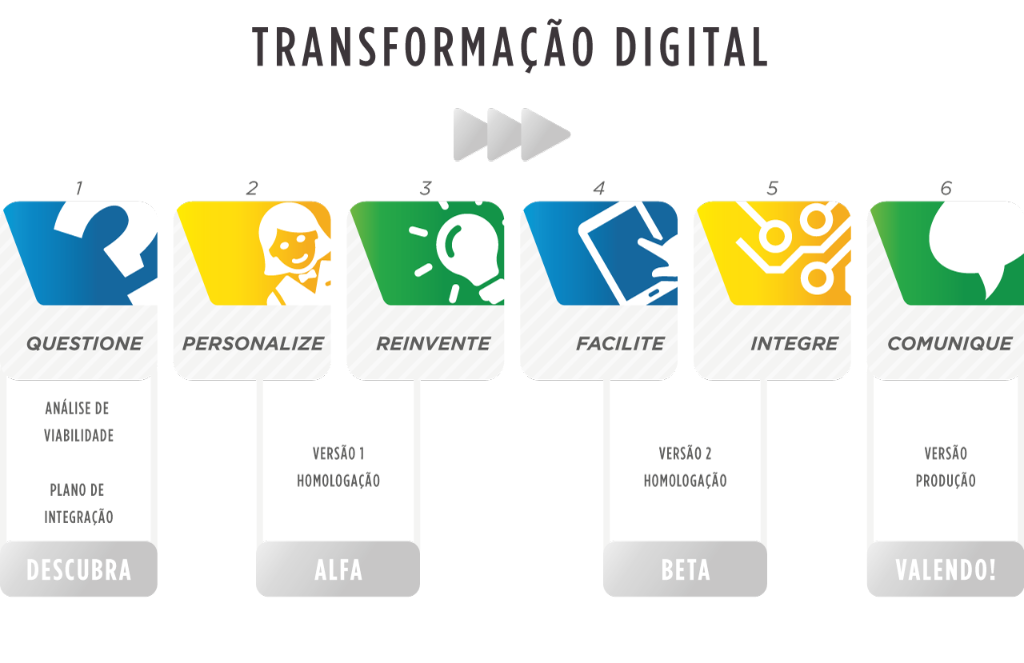 TRANSFORMAÇÃO DIGITAL
1
2
3
4
5
6
QUESTIONE
PERSONALIZE
REINVENTE
FACILITE
INTEGRE
COMUNIQUE
ANÁLISE DE
VIABILIDADE
PLANO DE
INTEGRAÇÃO
VERSÃO 1
HOMOLOGAÇÃO
VERSÃO 2
HOMOLOGAÇÃO
VERSÃO
PRODUÇÃO
DESCUBRA
ALFA
BETA
VALENDO!